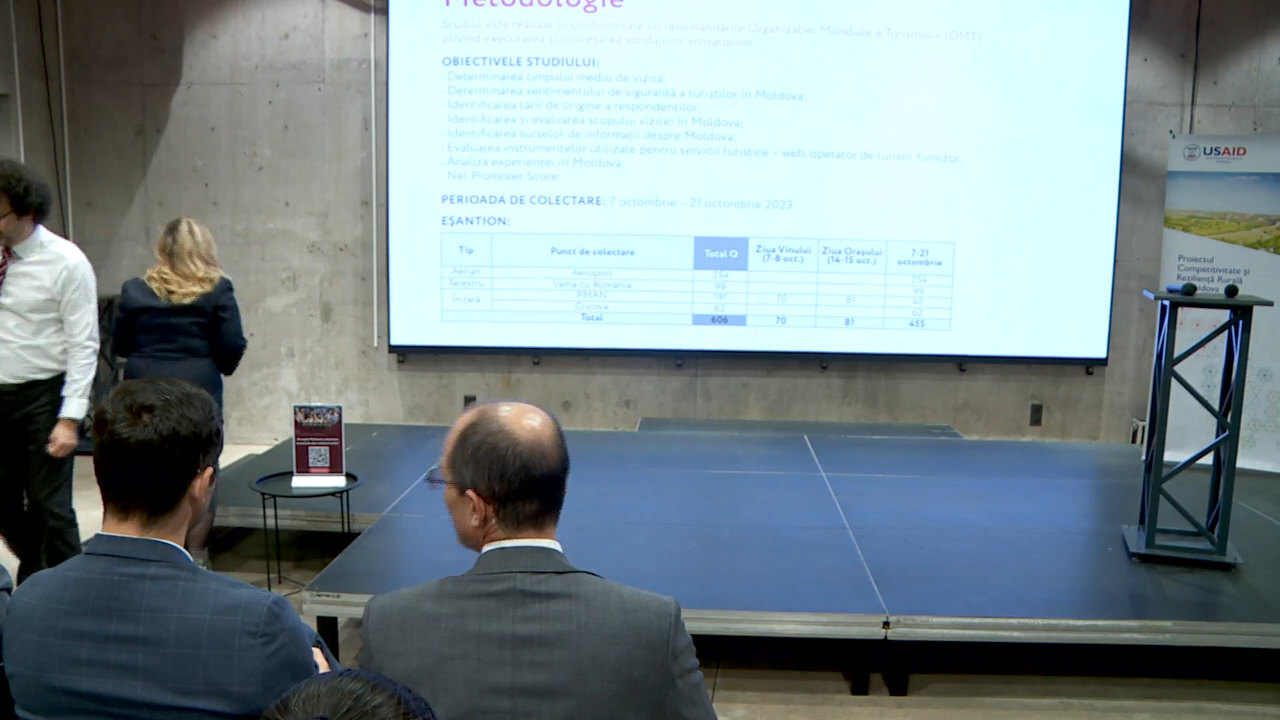 Metodologie
Studiul este realizat în conformitate cu recomandările Organizației Mondiale a Turismului (OMT)
privind executarea și procesarea sondajelor vizitatorilor
OBIECTIVELE STUDIULUI:
- Determinarea timpului mediu de vizită;
- Determinarea sentimentului de siguranță a turiștilor în Moldova;
- Identificarea țării de origine a respondenților;
- Identificarea și evaluarea scopului vizitei în Moldova;
- Identificarea surselor de informații despre Moldova;
- Evaluarea instrumentelor utilizate pentru servicii turistice – web, operator de turism, furnizor,
- Analiza experienței în Moldova;
Net Promoter Score.
PERIOADA DE COLECTARE: 7 octombrie – 21 octombrie 2023
EȘANTION:
Tip Punct de colectare Total Q Ziua Vinului (7-8 oct.) Ziua Orașului (14-15 oct.) 7-21 octombrie
Aerian Aeroport 254 254
Terestru Vama cu România 99 99
În țară PMAN 191 70 81 40
Cricova 62 62
Total 606 70 81 455
USAID
Proiectul
Competitivitate și
Reziliență Rurală
Moldova